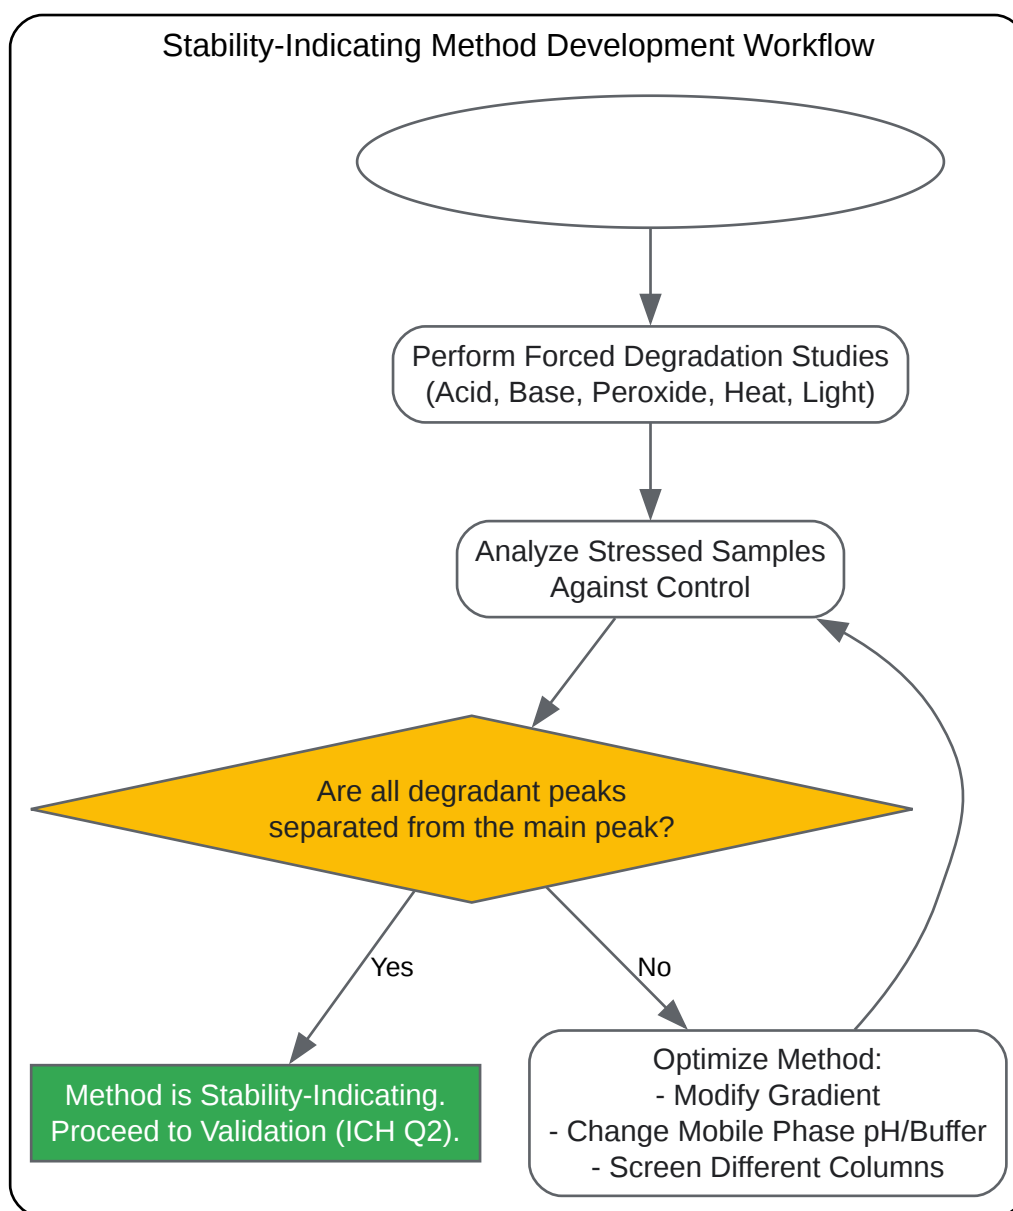 Stability-Indicating Method Development Workflow
Perform Forced Degradation Studies
(Acid, Base, Peroxide, Heat, Light)
Analyze Stressed Samples
Against Control
Are all degradant peaks
separated from the main peak?
Yes
No
Method is Stability-Indicating.
Proceed to Validation (ICH Q2).
Optimize Method:
- Modify Gradient
- Change Mobile Phase pH/Buffer
- Screen Different Columns